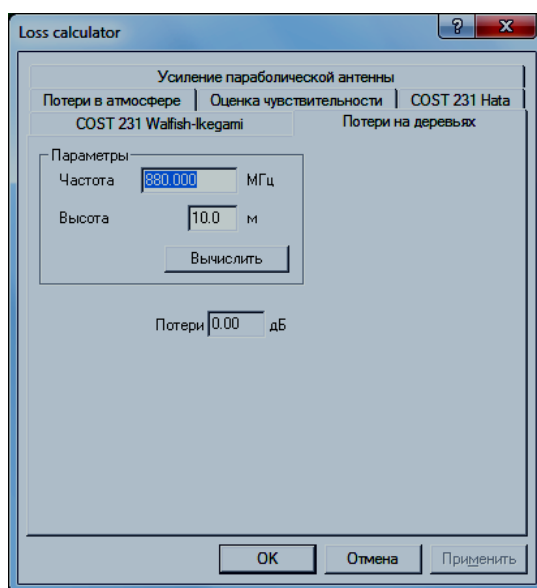 Loss calculator
Усиление параболической антенны
Потери в атмосфере Оценка чувствительности COST 231 Hata
COST 231 Walfish-Ikegami Потери на деревьях
Параметры
Частота 880.000 МГц
Высота 10.0 м
Вычислить
Потери 0.00 дБ
OK Отмена Применить